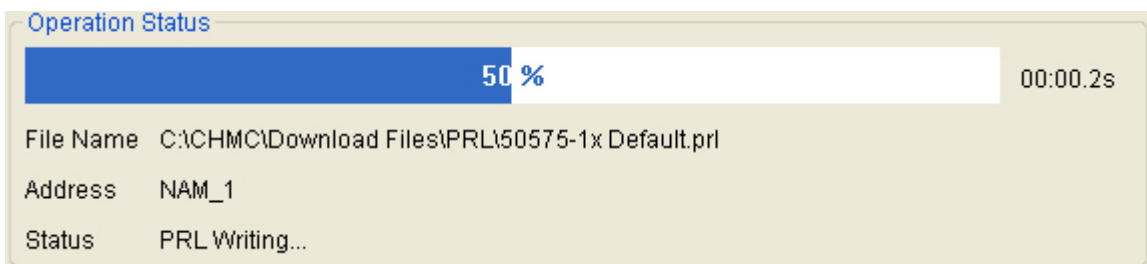 Operation Status
50 % 00:00.2s
File Name C:\CHMC\Download Files\PRL\50575-1x Default.prl
Address NAM_1
Status PRL Writing...